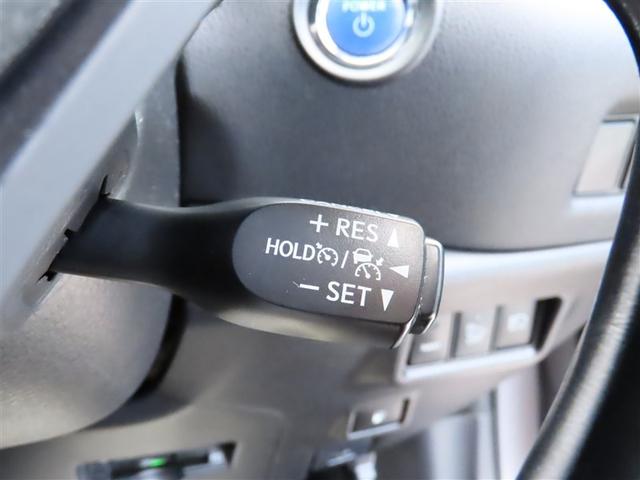 POWER
+ RES ▲
HOLD / ◀
− SET ▼